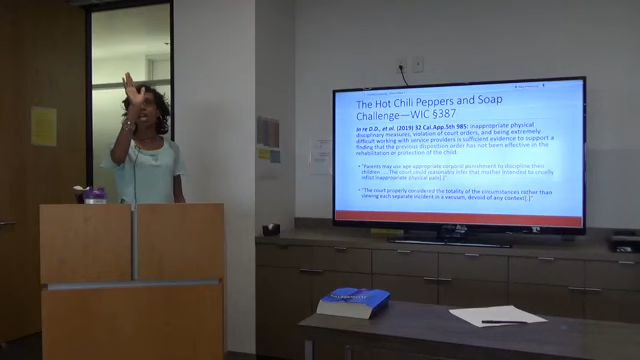 The Hot Chili Peppers and Soap
Challenge—WIC §387
In re D.D., et al. (2019) 32 Cal.App.5th 985: Inappropriate physical
disciplinary measures, violation of court orders, and being extremely
difficult working with service providers is sufficient evidence to support a
finding that the previous disposition order has not been effective in the
rehabilitation or protection of the child
"Parents may use age appropriate corporal punishment to discipline their
children . . . . The court could reasonably infer that mother intended to cruelly
inflict inappropriate physical pain[.]"
"The court properly considered the totality of the circumstances rather than
viewing each separate incident in a vacuum, devoid of any context[.]"